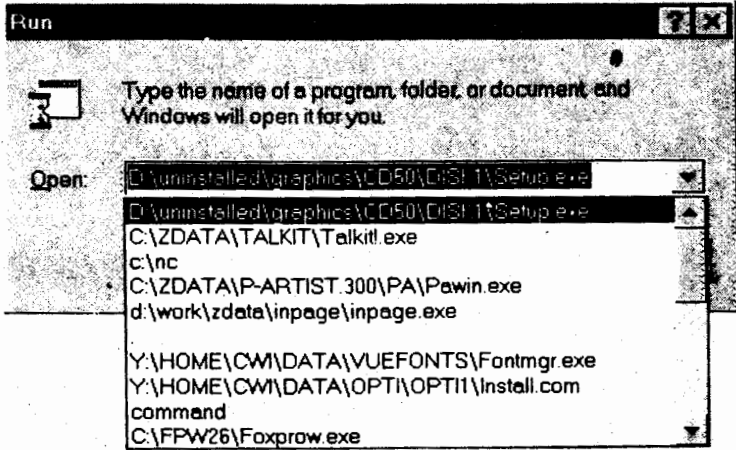 Run
Type the name of a program, folder, or document, and
Windows will open it for you.
Open: D:\uninstalled\graphics\CD50\DISK1\Setup.exe
D:\uninstalled\graphics\CD50\DISK1\Setup.exe
C:\ZDATA\TALKIT\Talkit!.exe
c:\nc
C:\ZDATA\P-ARTIST.300\PA\Pawin.exe
d:\work\zdata\inpage\inpage.exe
Y:\HOME\CWI\DATA\VUEFONTS\Fontmgr.exe
Y:\HOME\CWI\DATA\OPTI\OPTI1\Install.com
command
C:\FPW26\Foxprow.exe